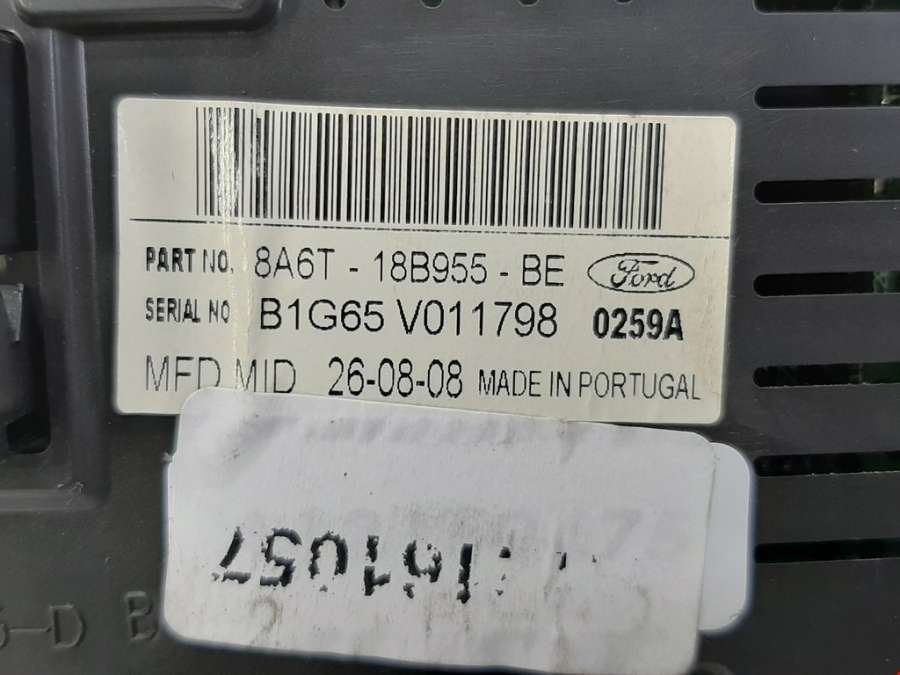 PART NO. 8A6T - 18B955 - BE Ford
SERIAL NO B1G65 V011798 0259A
MFD MID 26-08-08 MADE IN PORTUGAL
-D B